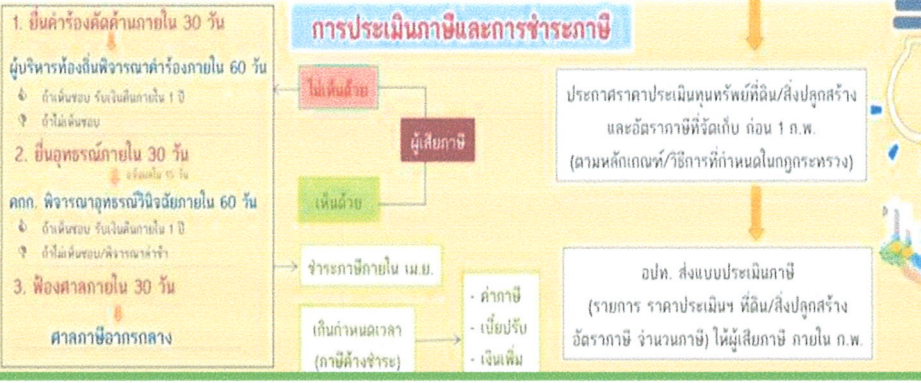 การประเมินภาษีและการชำระภาษี
1. ยื่นคำร้องคัดค้านภายใน 30 วัน
ผู้บริหารท้องถิ่นพิจารณาคำร้องภายใน 60 วัน
ถ้าเห็นชอบ รับเงินคืนภายใน 1 ปี
ถ้าไม่เห็นชอบ
2. ยื่นอุทธรณ์ภายใน 30 วัน
คกก. พิจารณาอุทธรณ์วินิจฉัยภายใน 60 วัน
ถ้าเห็นชอบ รับเงินคืนภายใน 1 ปี
ถ้าไม่เห็นชอบ/พิจารณาล่าช้า
3. ฟ้องศาลภายใน 30 วัน
ศาลภาษีอากรกลาง
ไม่เห็นด้วย
ผู้เสียภาษี
เห็นด้วย
ชำระภาษีภายใน เม.ย.
เกินกำหนดเวลา
(ภาษีค้างชำระ)
- ค่าภาษี
- เบี้ยปรับ
- เงินเพิ่ม
ประกาศราคาประเมินทุนทรัพย์ที่ดิน/สิ่งปลูกสร้าง
และอัตราภาษีที่จัดเก็บ ก่อน 1 ก.พ.
(ตามหลักเกณฑ์/วิธีการที่กำหนดในกฎกระทรวง)
อปท. ส่งแบบประเมินภาษี
(รายการ ราคาประเมินฯ ที่ดิน/สิ่งปลูกสร้าง
อัตราภาษี จำนวนภาษี) ให้ผู้เสียภาษี ภายใน ก.พ.